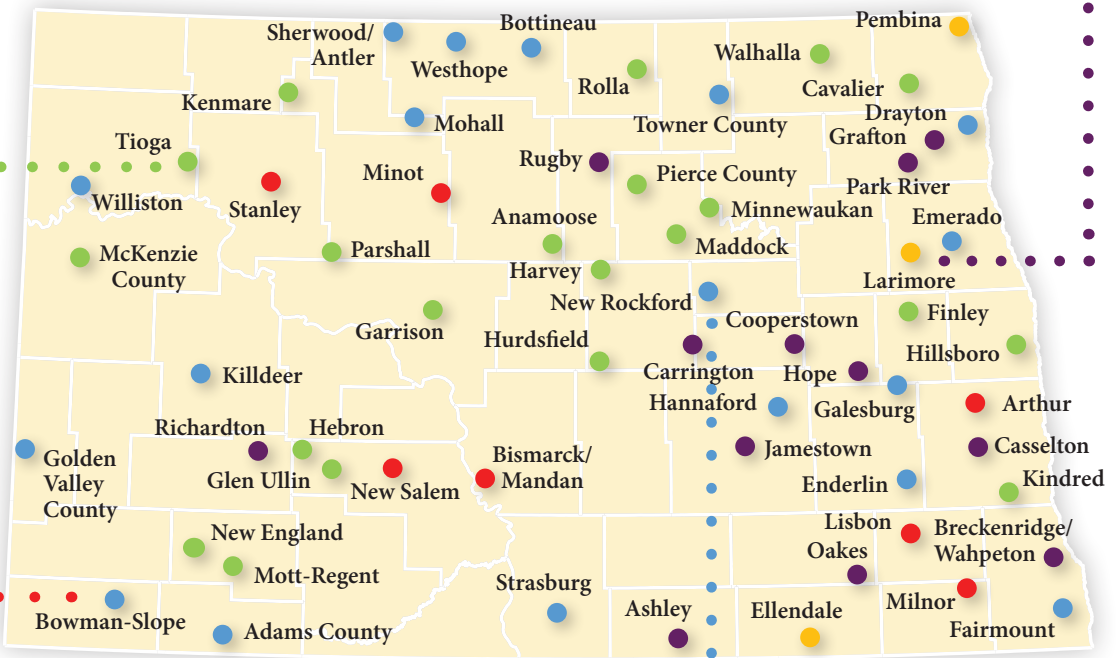 Pembina
Bottineau
Sherwood/
Antler
Westhope
Walhalla
Rolla
Cavalier
Kenmare
Drayton
Mohall
Towner County
Grafton
Tioga
Rugby
Minot
Pierce County
Park River
Williston
Stanley
Minnewaukan
Anamoose
Emerado
Parshall
Maddock
McKenzie
County
Harvey
Larimore
New Rockford
Finley
Cooperstown
Garrison
Hurdsfield
Hillsboro
Carrington
Hope
Killdeer
Hannaford
Galesburg
Arthur
Richardton
Hebron
Jamestown
Casselton
Golden
Valley
County
Bismarck/
Mandan
Glen Ullin
New Salem
Enderlin
Kindred
Lisbon
Breckenridge/
Wahpeton
New England
Oakes
Mott-Regent
Strasburg
Milnor
Ashley
Ellendale
Bowman-Slope
Fairmount
Adams County